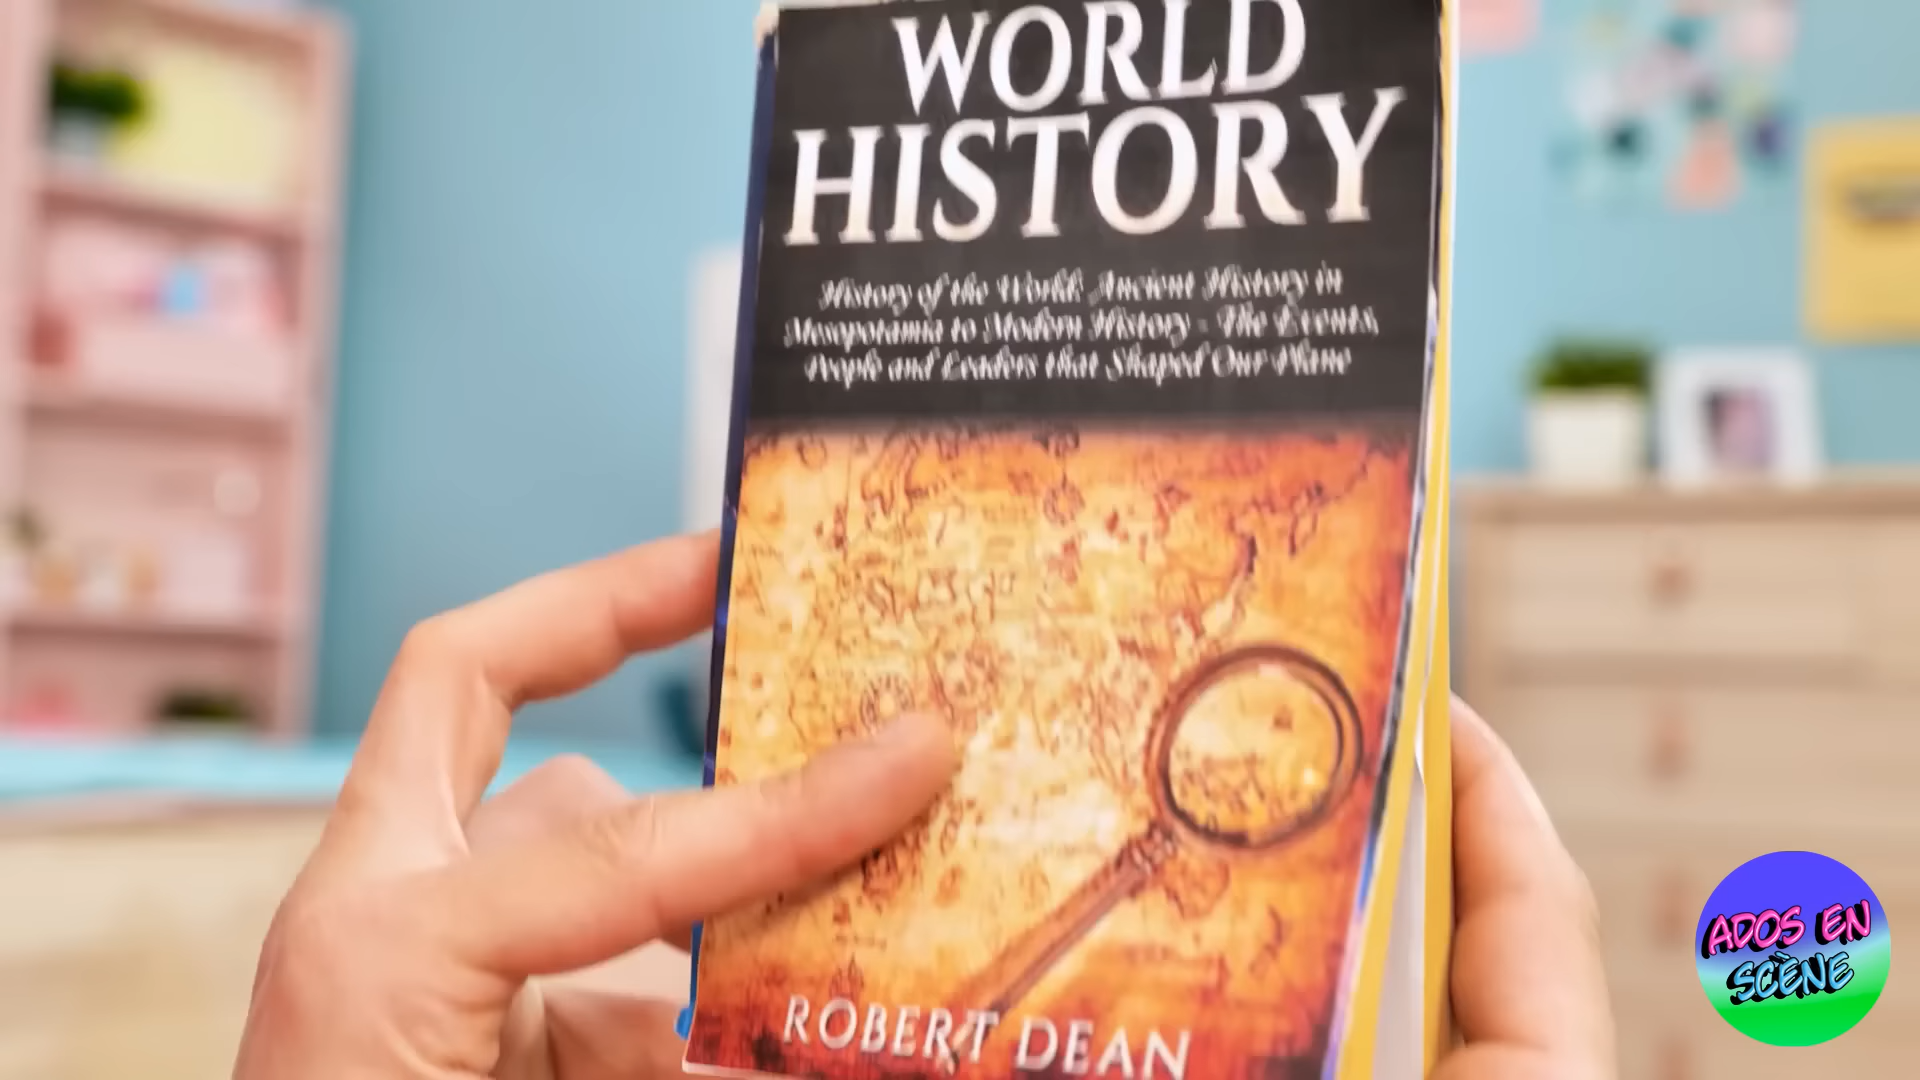 WORLD
HISTORY
History of the World: Ancient History in
Mesopotamia to Modern History - The Events,
People and Leaders that Shaped Our Plane
ROBERT DEAN
ADOS EN
SCÈNE